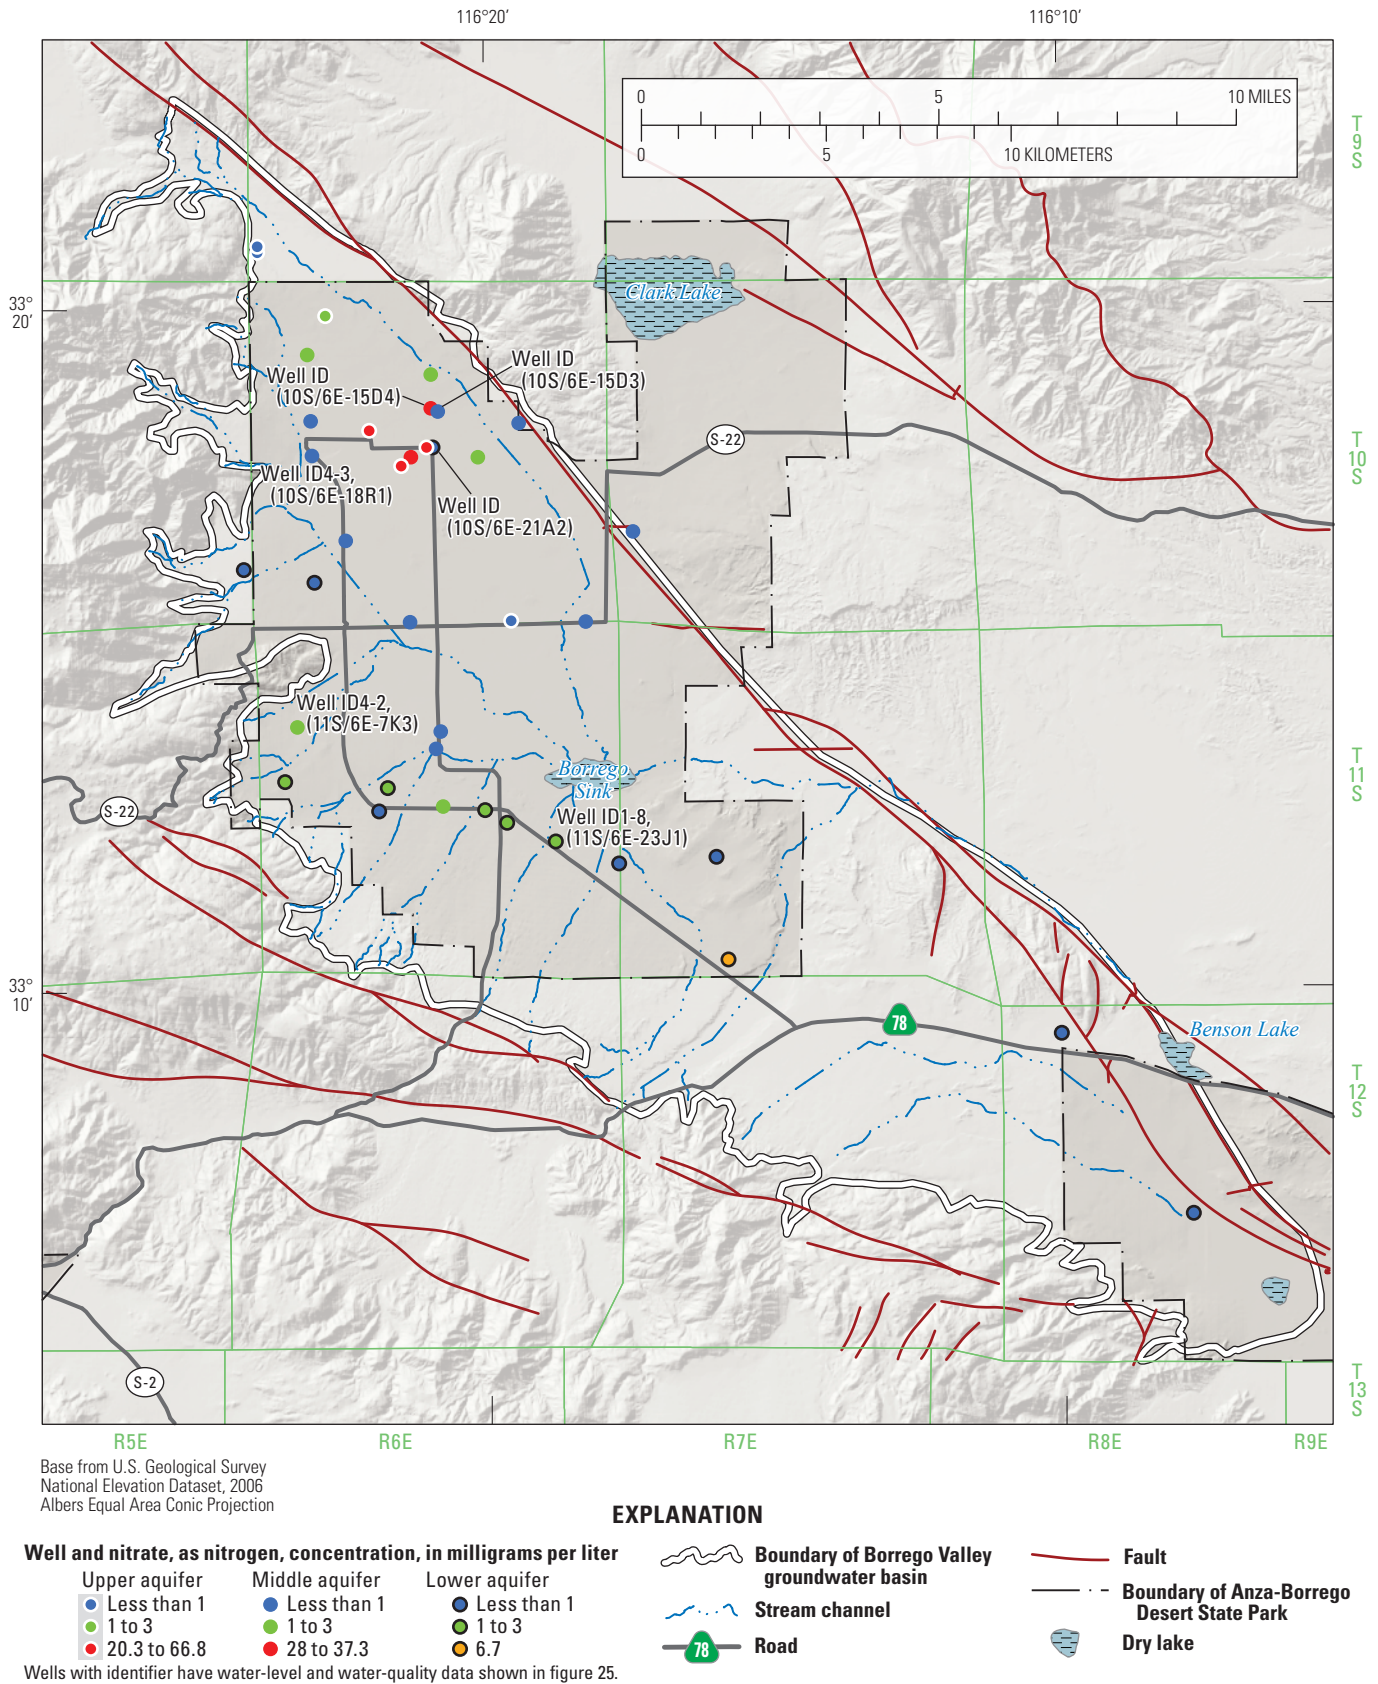 116°20′
116°10′
0
5
10 MILES
0
5
10 KILOMETERS
T
9
S
33°
20′
Clark Lake
Well ID
(10S/6E-15D3)
Well ID
(10S/6E-15D4)
S-22
T
10
S
Well ID4-3,
(10S/6E-18R1)
Well ID
(10S/6E-21A2)
Well ID4-2,
(11S/6E-7K3)
Borrego
Sink
T
11
S
S-22
Well ID1-8,
(11S/6E-23J1)
33°
10′
78
Benson Lake
T
12
S
S-2
T
13
S
R5E
R6E
R7E
R8E
R9E
Base from U.S. Geological Survey
National Elevation Dataset, 2006
Albers Equal Area Conic Projection
EXPLANATION
Well and nitrate, as nitrogen, concentration, in milligrams per liter
Upper aquifer
Less than 1
1 to 3
20.3 to 66.8
Middle aquifer
Less than 1
1 to 3
28 to 37.3
Lower aquifer
Less than 1
1 to 3
6.7
Wells with identifier have water-level and water-quality data shown in figure 25.
Boundary of Borrego Valley
groundwater basin
Stream channel
78
Road
Fault
Boundary of Anza-Borrego
Desert State Park
Dry lake